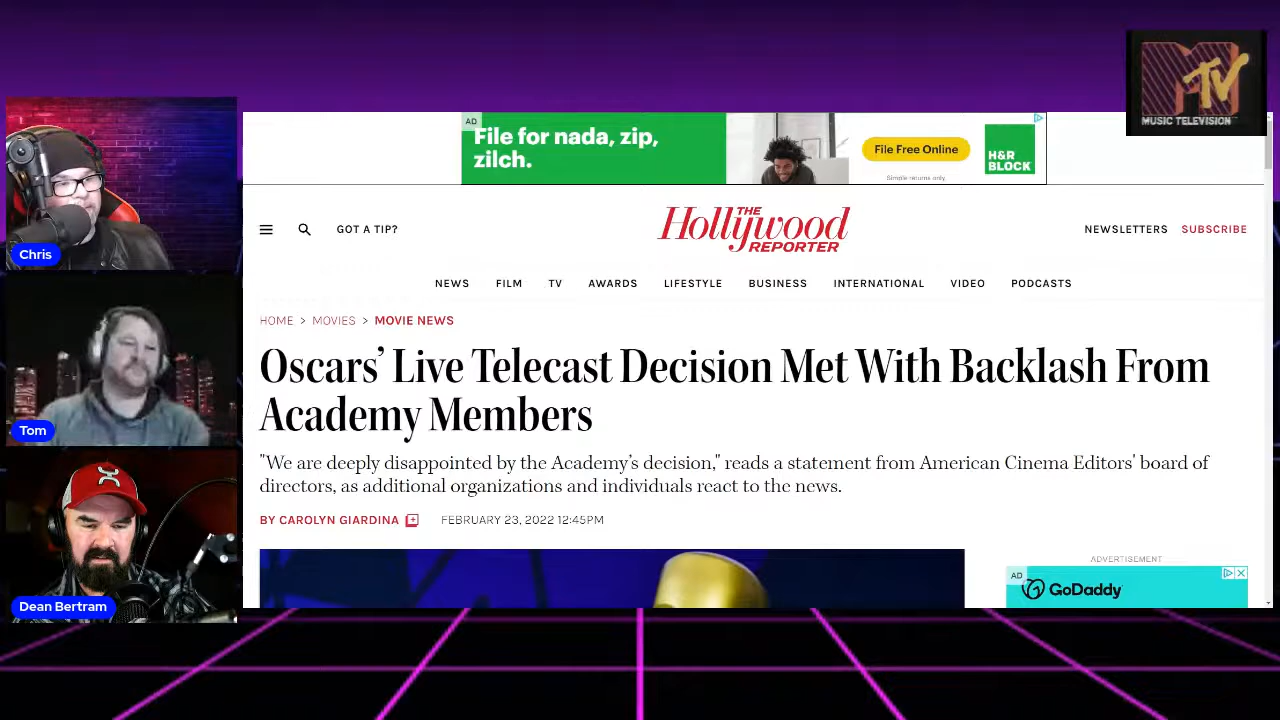 MTV
MUSIC TELEVISION
AD
File for nada, zip,
zilch.
File Free Online
Simple returns only
H&R
BLOCK
GOT A TIP?
THE
Hollywood
REPORTER
NEWSLETTERS SUBSCRIBE
NEWS FILM TV AWARDS LIFESTYLE BUSINESS INTERNATIONAL VIDEO PODCASTS
HOME > MOVIES > MOVIE NEWS
Oscars’ Live Telecast Decision Met With Backlash From
Academy Members
"We are deeply disappointed by the Academy’s decision," reads a statement from American Cinema Editors' board of
directors, as additional organizations and individuals react to the news.
BY CAROLYN GIARDINA FEBRUARY 23, 2022 12:45PM
ADVERTISEMENT
AD
GoDaddy
Chris
Tom
Dean Bertram